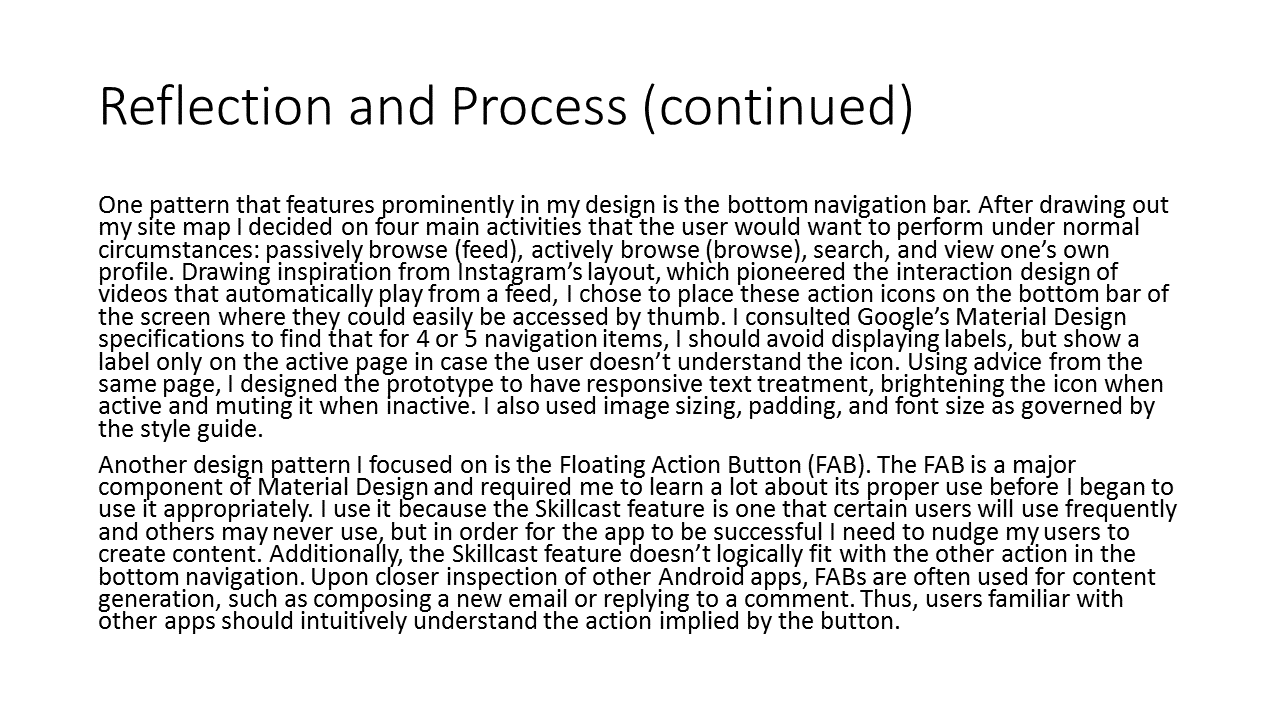 Reflection and Process (continued)
One pattern that features prominently in my design is the bottom navigation bar. After drawing out
my site map I decided on four main activities that the user would want to perform under normal
circumstances: passively browse (feed), actively browse (browse), search, and view one’s own
profile. Drawing inspiration from Instagram’s layout, which pioneered the interaction design of
videos that automatically play from a feed, I chose to place these action icons on the bottom bar of
the screen where they could easily be accessed by thumb. I consulted Google’s Material Design
specifications to find that for 4 or 5 navigation items, I should avoid displaying labels, but show a
label only on the active page in case the user doesn’t understand the icon. Using advice from the
same page, I designed the prototype to have responsive text treatment, brightening the icon when
active and muting it when inactive. I also used image sizing, padding, and font size as governed by
the style guide.
Another design pattern I focused on is the Floating Action Button (FAB). The FAB is a major
component of Material Design and required me to learn a lot about its proper use before I began to
use it appropriately. I use it because the Skillcast feature is one that certain users will use frequently
and others may never use, but in order for the app to be successful I need to nudge my users to
create content. Additionally, the Skillcast feature doesn’t logically fit with the other action in the
bottom navigation. Upon closer inspection of other Android apps, FABs are often used for content
generation, such as composing a new email or replying to a comment. Thus, users familiar with
other apps should intuitively understand the action implied by the button.